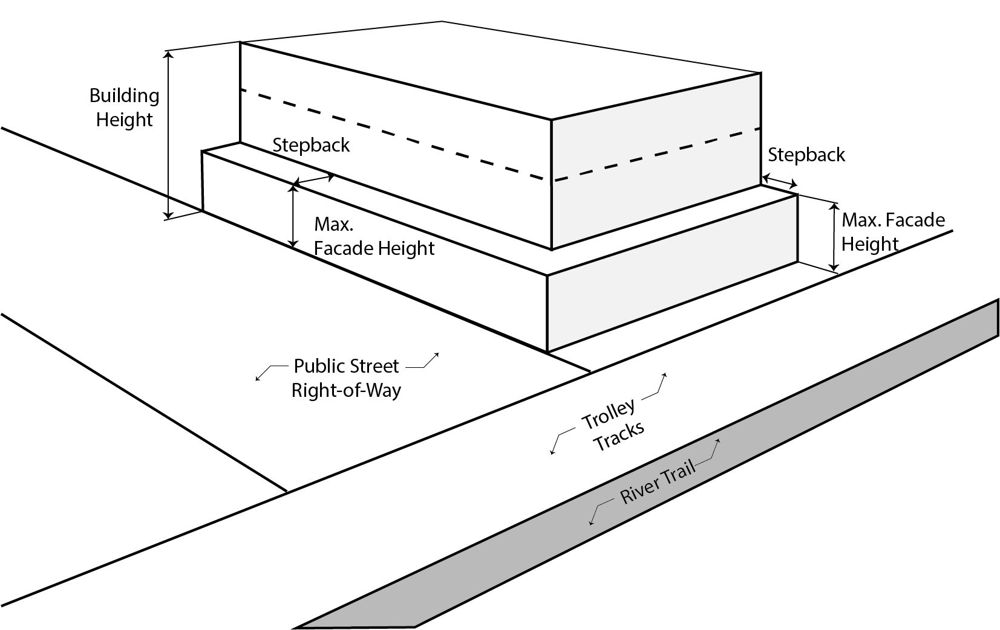 Building
Height
Stepback
Stepback
Max.
Facade Height
Max. Facade
Height
Public Street
Right-of-Way
Trolley
Tracks
River Trail